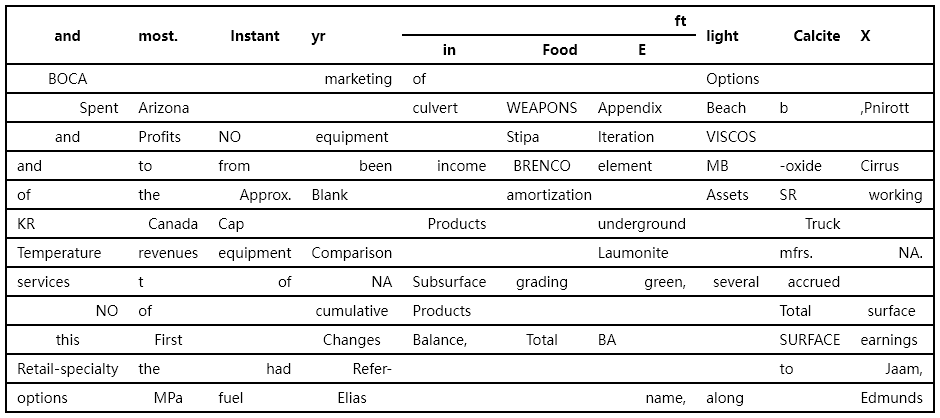 ft
and most. Instant yr light Calcite X
in Food E
BOCA marketing of Options
Spent Arizona culvert WEAPONS Appendix Beach b ,Pnirott
and Profits NO equipment Stipa Iteration VISCOS
and to from been income BRENCO element MB -oxide Cirrus
of the Approx. Blank amortization Assets SR working
KR Canada Cap Products underground Truck
Temperature revenues equipment Comparison Laumonite mfrs. NA.
services t of NA Subsurface grading green, several accrued
NO of cumulative Products Total surface
this First Changes Balance, Total BA SURFACE earnings
Retail-specialty the had Refer- to Jaam,
options MPa fuel Elias name, along Edmunds